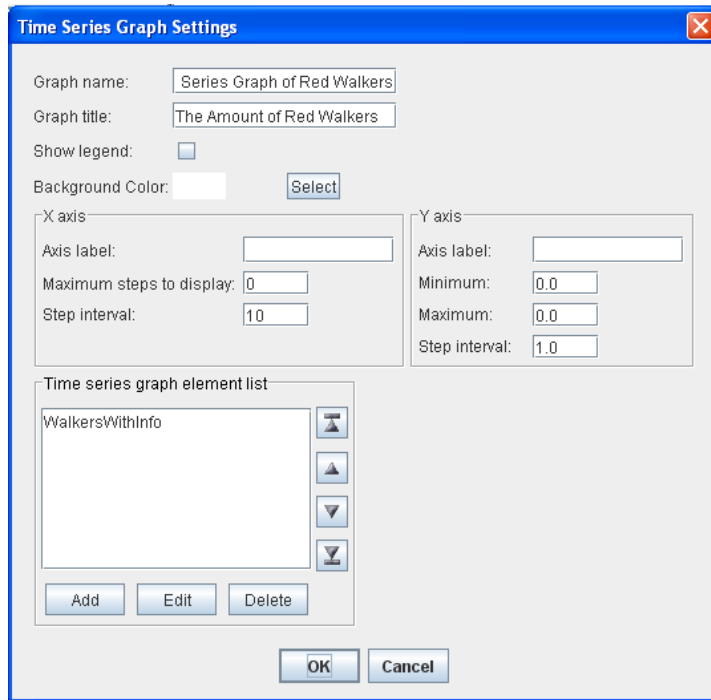 Time Series Graph Settings
Graph name: Series Graph of Red Walkers
Graph title: The Amount of Red Walkers
Show legend:
Background Color: Select
X axis
Axis label:
Maximum steps to display: 0
Step interval: 10
Y axis
Axis label:
Minimum: 0.0
Maximum: 0.0
Step interval: 1.0
Time series graph element list
WalkersWithInfo
Add Edit Delete
OK Cancel